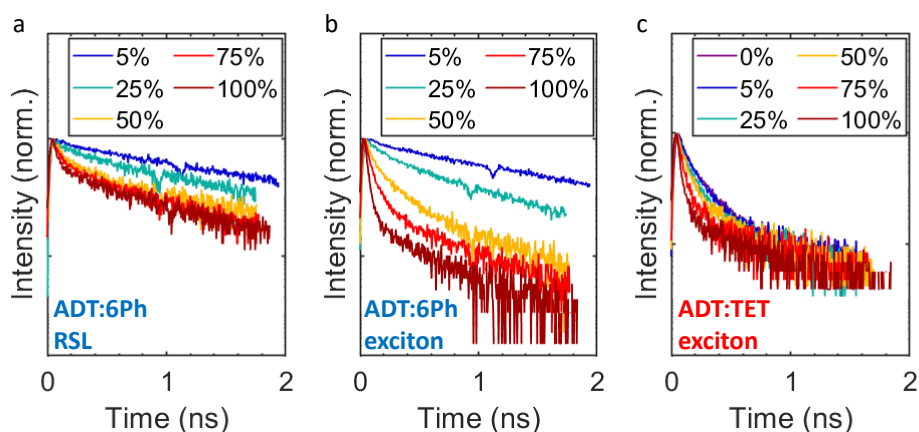 a
5% 75%
25% 100%
50%
Intensity (norm.)
ADT:6Ph
RSL
0 1 2
Time (ns)
b
5% 75%
25% 100%
50%
Intensity (norm.)
ADT:6Ph
exciton
0 1 2
Time (ns)
c
0% 50%
5% 75%
25% 100%
Intensity (norm.)
ADT:TET
exciton
0 1 2
Time (ns)